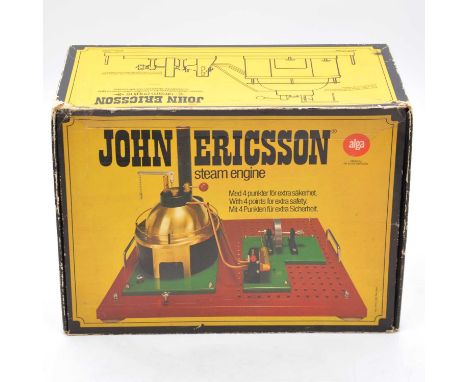 JOHN ERICSSON
JOHN ERICSSON®
steam engine
alga
Med 4 punkter för extra säkerhet.
With 4 points for extra safety.
Mit 4 Punkten für extra Sicherheit.